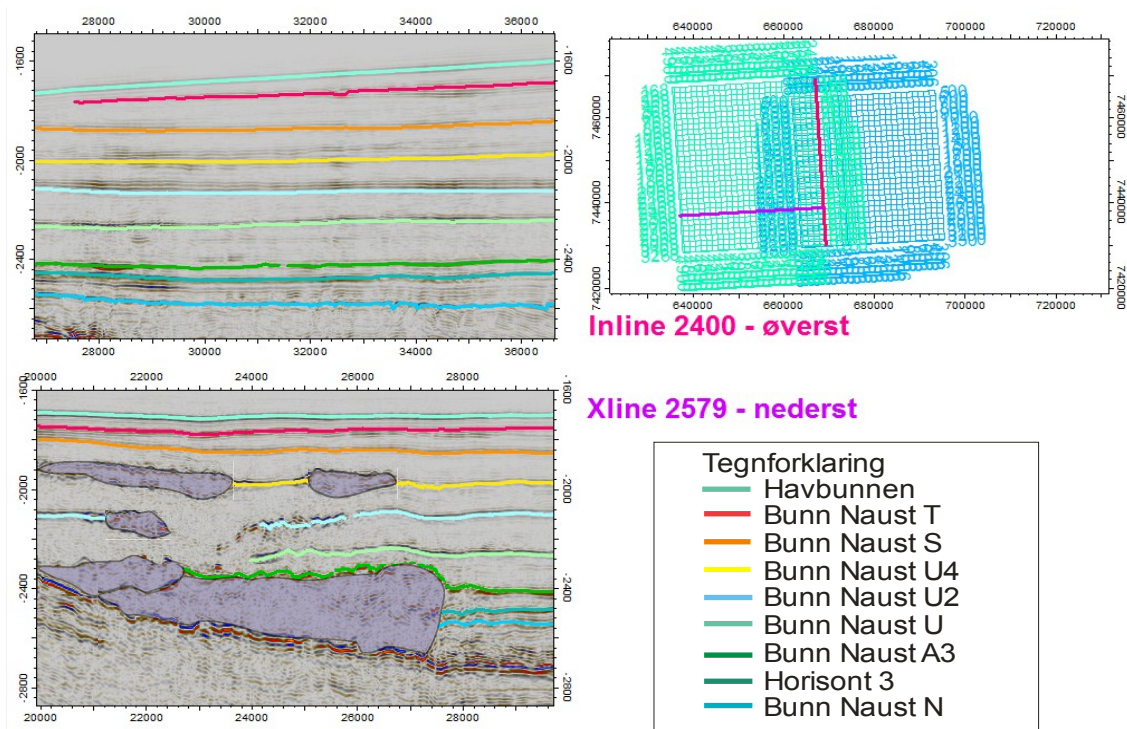 28000 30000 32000 34000 36000
-1600 -1600
-2000 -2000
-2400 -2400
28000 30000 32000 34000 36000
640000 660000 680000 700000 720000
7480000 7460000
7440000 7440000
7420000 7420000
640000 660000 680000 700000 720000
Inline 2400 - øverst
20000 22000 24000 26000 28000
-1600 -1600
-2000 -2000
-2400 -2400
-2800 -2800
20000 22000 24000 26000 28000
Xline 2579 - nederst
Tegnforklaring
Havbunnen
Bunn Naust T
Bunn Naust S
Bunn Naust U4
Bunn Naust U2
Bunn Naust U
Bunn Naust A3
Horisont 3
Bunn Naust N